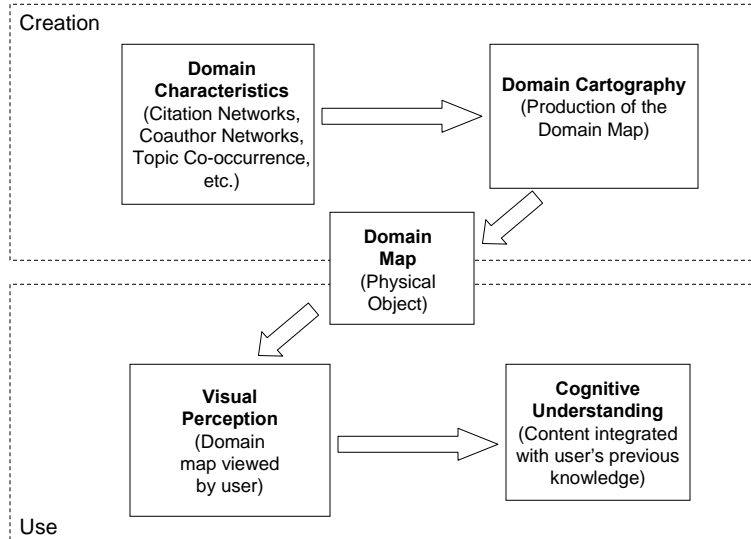 Creation
Domain
Characteristics
(Citation Networks,
Coauthor Networks,
Topic Co-occurrence,
etc.)
Domain Cartography
(Production of the
Domain Map)
Domain
Map
(Physical
Object)
Visual
Perception
(Domain
map viewed
by user)
Cognitive
Understanding
(Content integrated
with user's previous
knowledge)
Use